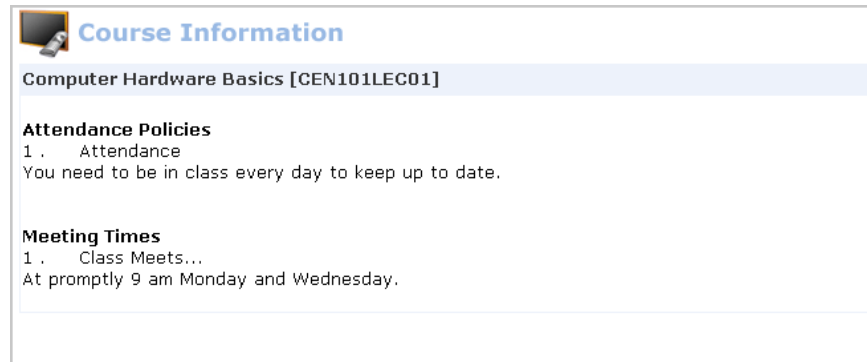 Course Information
Computer Hardware Basics [CEN101LEC01]
Attendance Policies
1 . Attendance
You need to be in class every day to keep up to date.
Meeting Times
1 . Class Meets...
At promptly 9 am Monday and Wednesday.